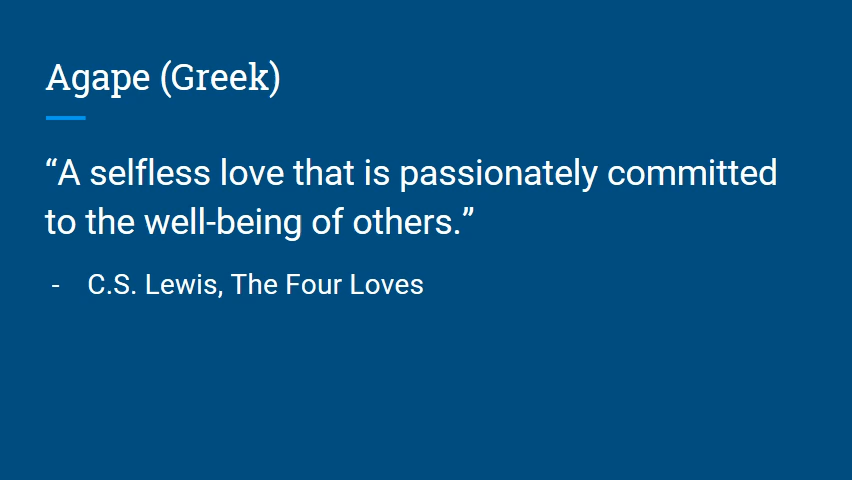 Agape (Greek)
“A selfless love that is passionately committed
to the well-being of others.”
- C.S. Lewis, The Four Loves